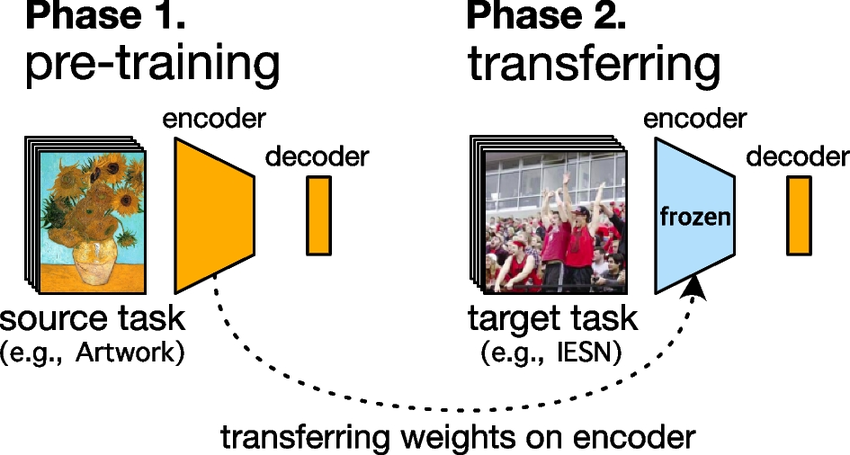 Phase 1.
pre-training
encoder
decoder
source task
(e.g., Artwork)
Phase 2.
transferring
encoder
decoder
frozen
target task
(e.g., IESN)
transferring weights on encoder